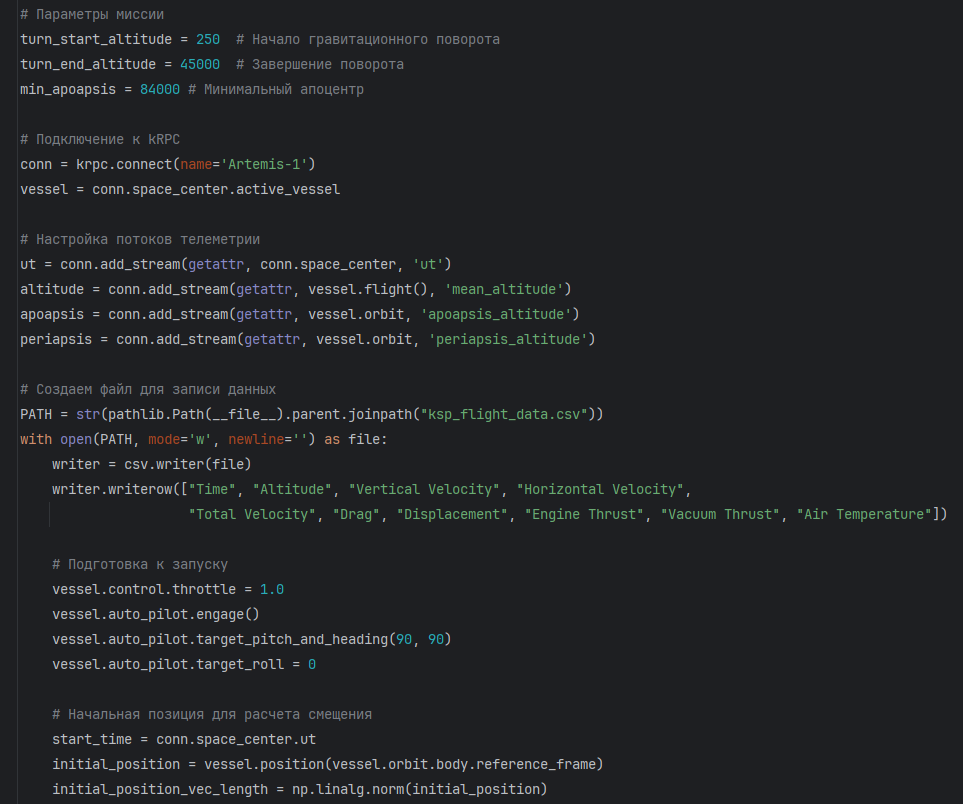 # Параметры миссии
turn_start_altitude = 250  # Начало гравитационного поворота
turn_end_altitude = 45000  # Завершение поворота
min_apoapsis = 84000 # Минимальный апоцентр
# Подключение к kRPC
conn = krpc.connect(name='Artemis-1')
vessel = conn.space_center.active_vessel
# Настройка потоков телеметрии
ut = conn.add_stream(getattr, conn.space_center, 'ut')
altitude = conn.add_stream(getattr, vessel.flight(), 'mean_altitude')
apoapsis = conn.add_stream(getattr, vessel.orbit, 'apoapsis_altitude')
periapsis = conn.add_stream(getattr, vessel.orbit, 'periapsis_altitude')
# Создаем файл для записи данных
PATH = str(pathlib.Path(__file__).parent.joinpath("ksp_flight_data.csv"))
with open(PATH, mode='w', newline='') as file:
    writer = csv.writer(file)
    writer.writerow(["Time", "Altitude", "Vertical Velocity", "Horizontal Velocity",
                     "Total Velocity", "Drag", "Displacement", "Engine Thrust", "Vacuum Thrust", "Air Temperature"])
    # Подготовка к запуску
    vessel.control.throttle = 1.0
    vessel.auto_pilot.engage()
    vessel.auto_pilot.target_pitch_and_heading(90, 90)
    vessel.auto_pilot.target_roll = 0
    # Начальная позиция для расчета смещения
    start_time = conn.space_center.ut
    initial_position = vessel.position(vessel.orbit.body.reference_frame)
    initial_position_vec_length = np.linalg.norm(initial_position)